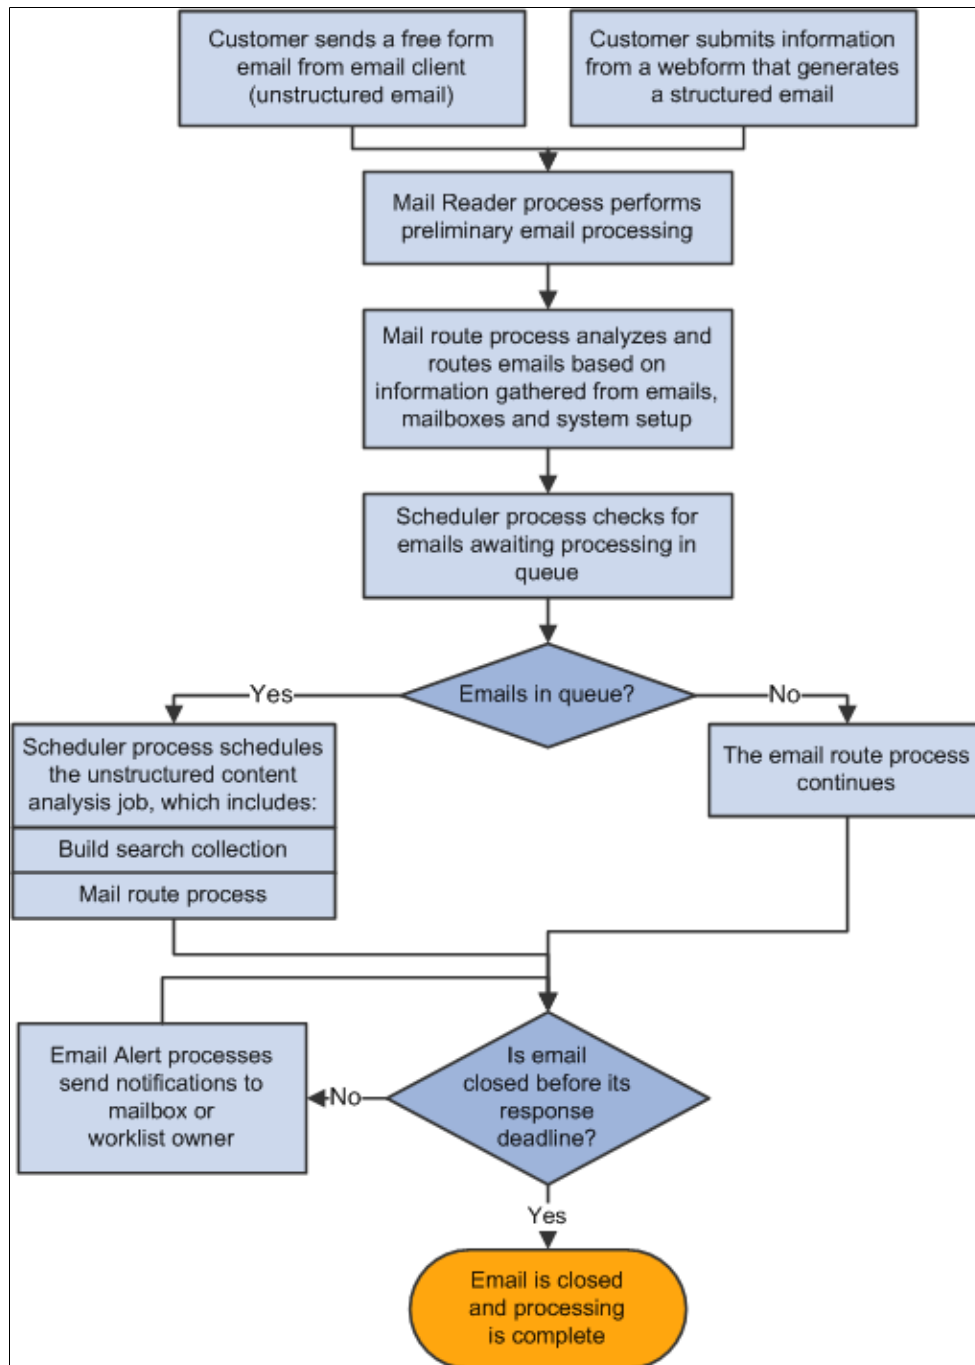 Customer sends a free form
email from email client
(unstructured email)
Customer submits information
from a webform that generates
a structured email
Mail Reader process performs
preliminary email processing
Mail route process analyzes and
routes emails based on
information gathered from emails,
mailboxes and system setup
Scheduler process checks for
emails awaiting processing in
queue
Emails in queue?
Yes
No
Scheduler process schedules
the unstructured content
analysis job, which includes:
Build search collection
Mail route process
The email route process
continues
Email Alert processes
send notifications to
mailbox or
worklist owner
No
Is email
closed before its
response
deadline?
Yes
Email is closed
and processing
is complete